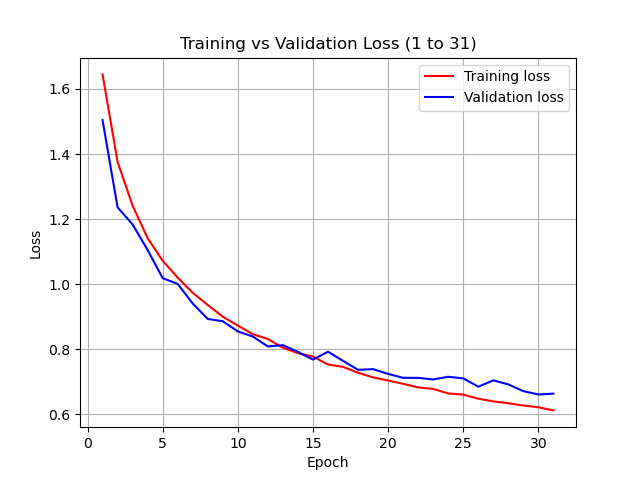 Training vs Validation Loss (1 to 31)
Training loss
Validation loss
Loss
1.6
1.4
1.2
1.0
0.8
0.6
0 5 10 15 20 25 30
Epoch